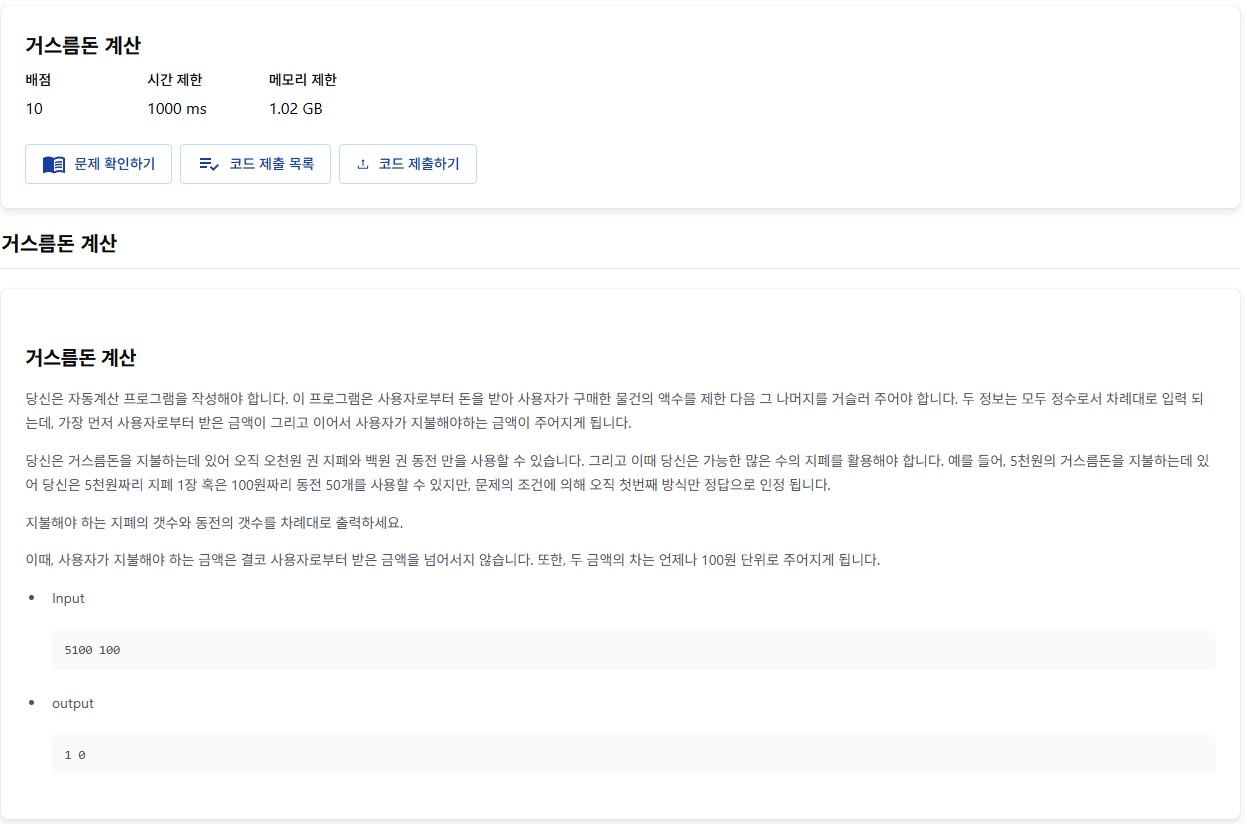 거스름돈 계산
배점 시간 제한 메모리 제한
10 1000 ms 1.02 GB
문제 확인하기 코드 제출 목록 코드 제출하기
거스름돈 계산
거스름돈 계산
당신은 자동계산 프로그램을 작성해야 합니다. 이 프로그램은 사용자로부터 돈을 받아 사용자가 구매한 물건의 액수를 제한 다음 그 나머지를 거슬러 주어야 합니다. 두 정보는 모두 정수로서 차례대로 입력 되
는데, 가장 먼저 사용자로부터 받은 금액이 그리고 이어서 사용자가 지불해야하는 금액이 주어지게 됩니다.
당신은 거스름돈을 지불하는데 있어 오직 오천원 권 지폐와 백원 권 동전 만을 사용할 수 있습니다. 그리고 이때 당신은 가능한 많은 수의 지폐를 활용해야 합니다. 예를 들어, 5천원의 거스름돈을 지불하는데 있
어 당신은 5천원짜리 지폐 1장 혹은 100원짜리 동전 50개를 사용할 수 있지만, 문제의 조건에 의해 오직 첫번째 방식만 정답으로 인정 됩니다.
지불해야 하는 지폐의 갯수와 동전의 갯수를 차례대로 출력하세요.
이때, 사용자가 지불해야 하는 금액은 결코 사용자로부터 받은 금액을 넘어서지 않습니다. 또한, 두 금액의 차는 언제나 100원 단위로 주어지게 됩니다.
• Input
5100 100
• output
1 0